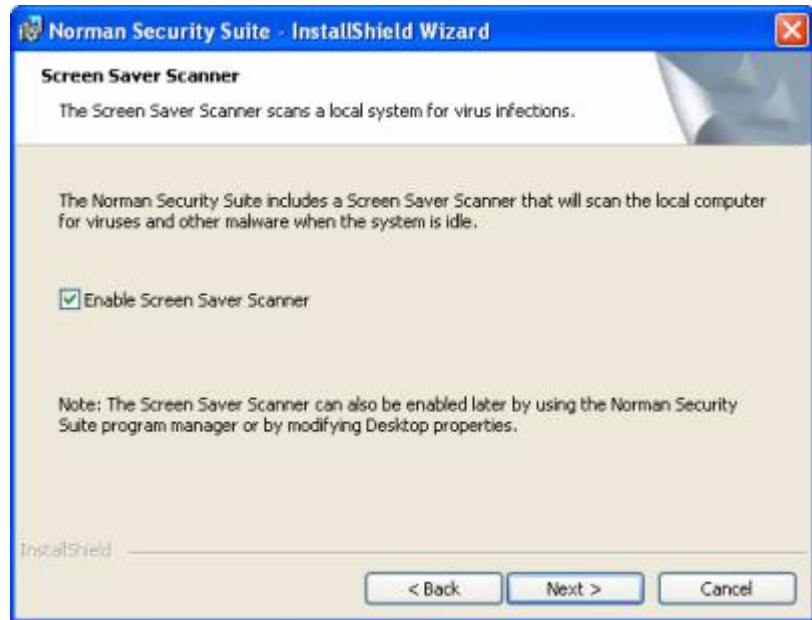 Norman Security Suite - InstallShield Wizard
Screen Saver Scanner
The Screen Saver Scanner scans a local system for virus infections.
The Norman Security Suite includes a Screen Saver Scanner that will scan the local computer
for viruses and other malware when the system is idle.
Enable Screen Saver Scanner
Note: The Screen Saver Scanner can also be enabled later by using the Norman Security
Suite program manager or by modifying Desktop properties.
InstallShield
< Back
Next >
Cancel